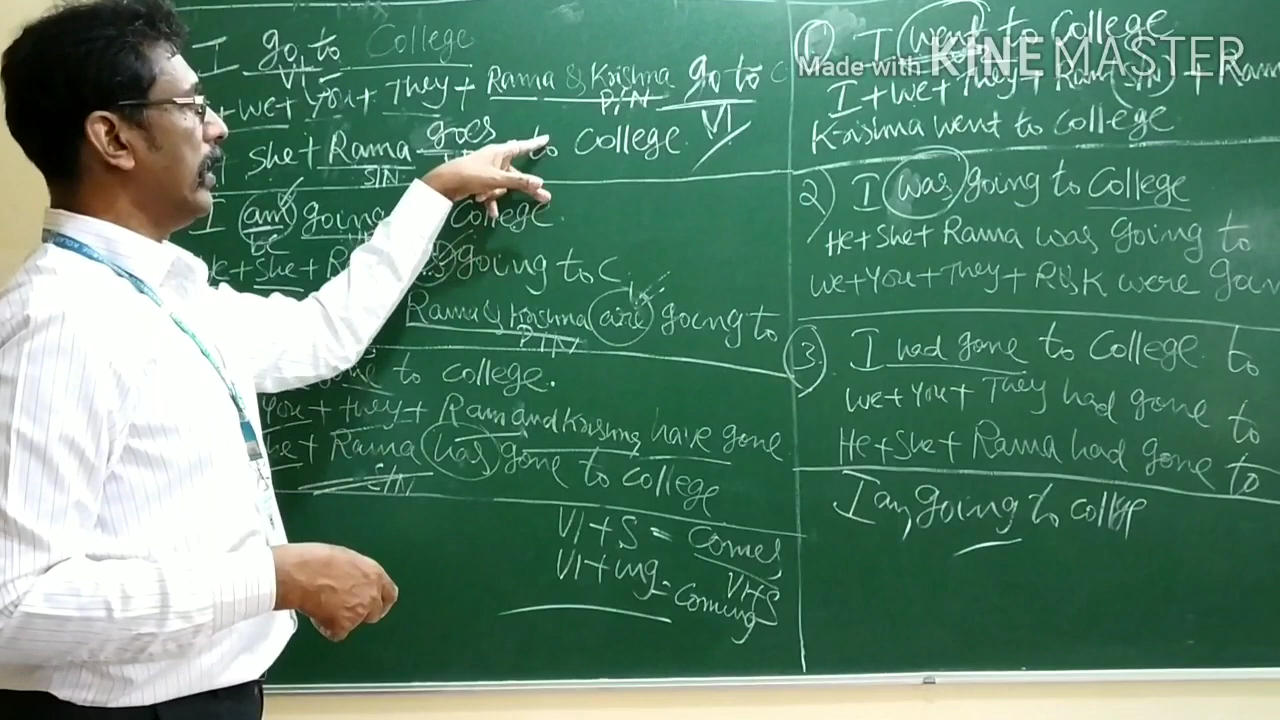 I go to College
V1
+ We + You + They + Rama & Krishna go to C
P/N V1
She + Rama goes to College
S/N
I am going College.
be
He + She + R is going to C
Rama & Krishna are going to
P/N
to college.
You + they + Ram and Krishna have gone
She + Rama has gone to college
S/N
V1 + S = Comes
V1+S
V1 + ing = Coming
1) I went to College
Made with KINEMASTER
I + We + They + Ram (S/N) + Rama
Krishna went to college
2) I was going to College
He + She + Rama was going to
We + You + They + R&K were
3. I had gone to College to
We + You + They had gone to
He + She + Rama had gone to
I am going to college